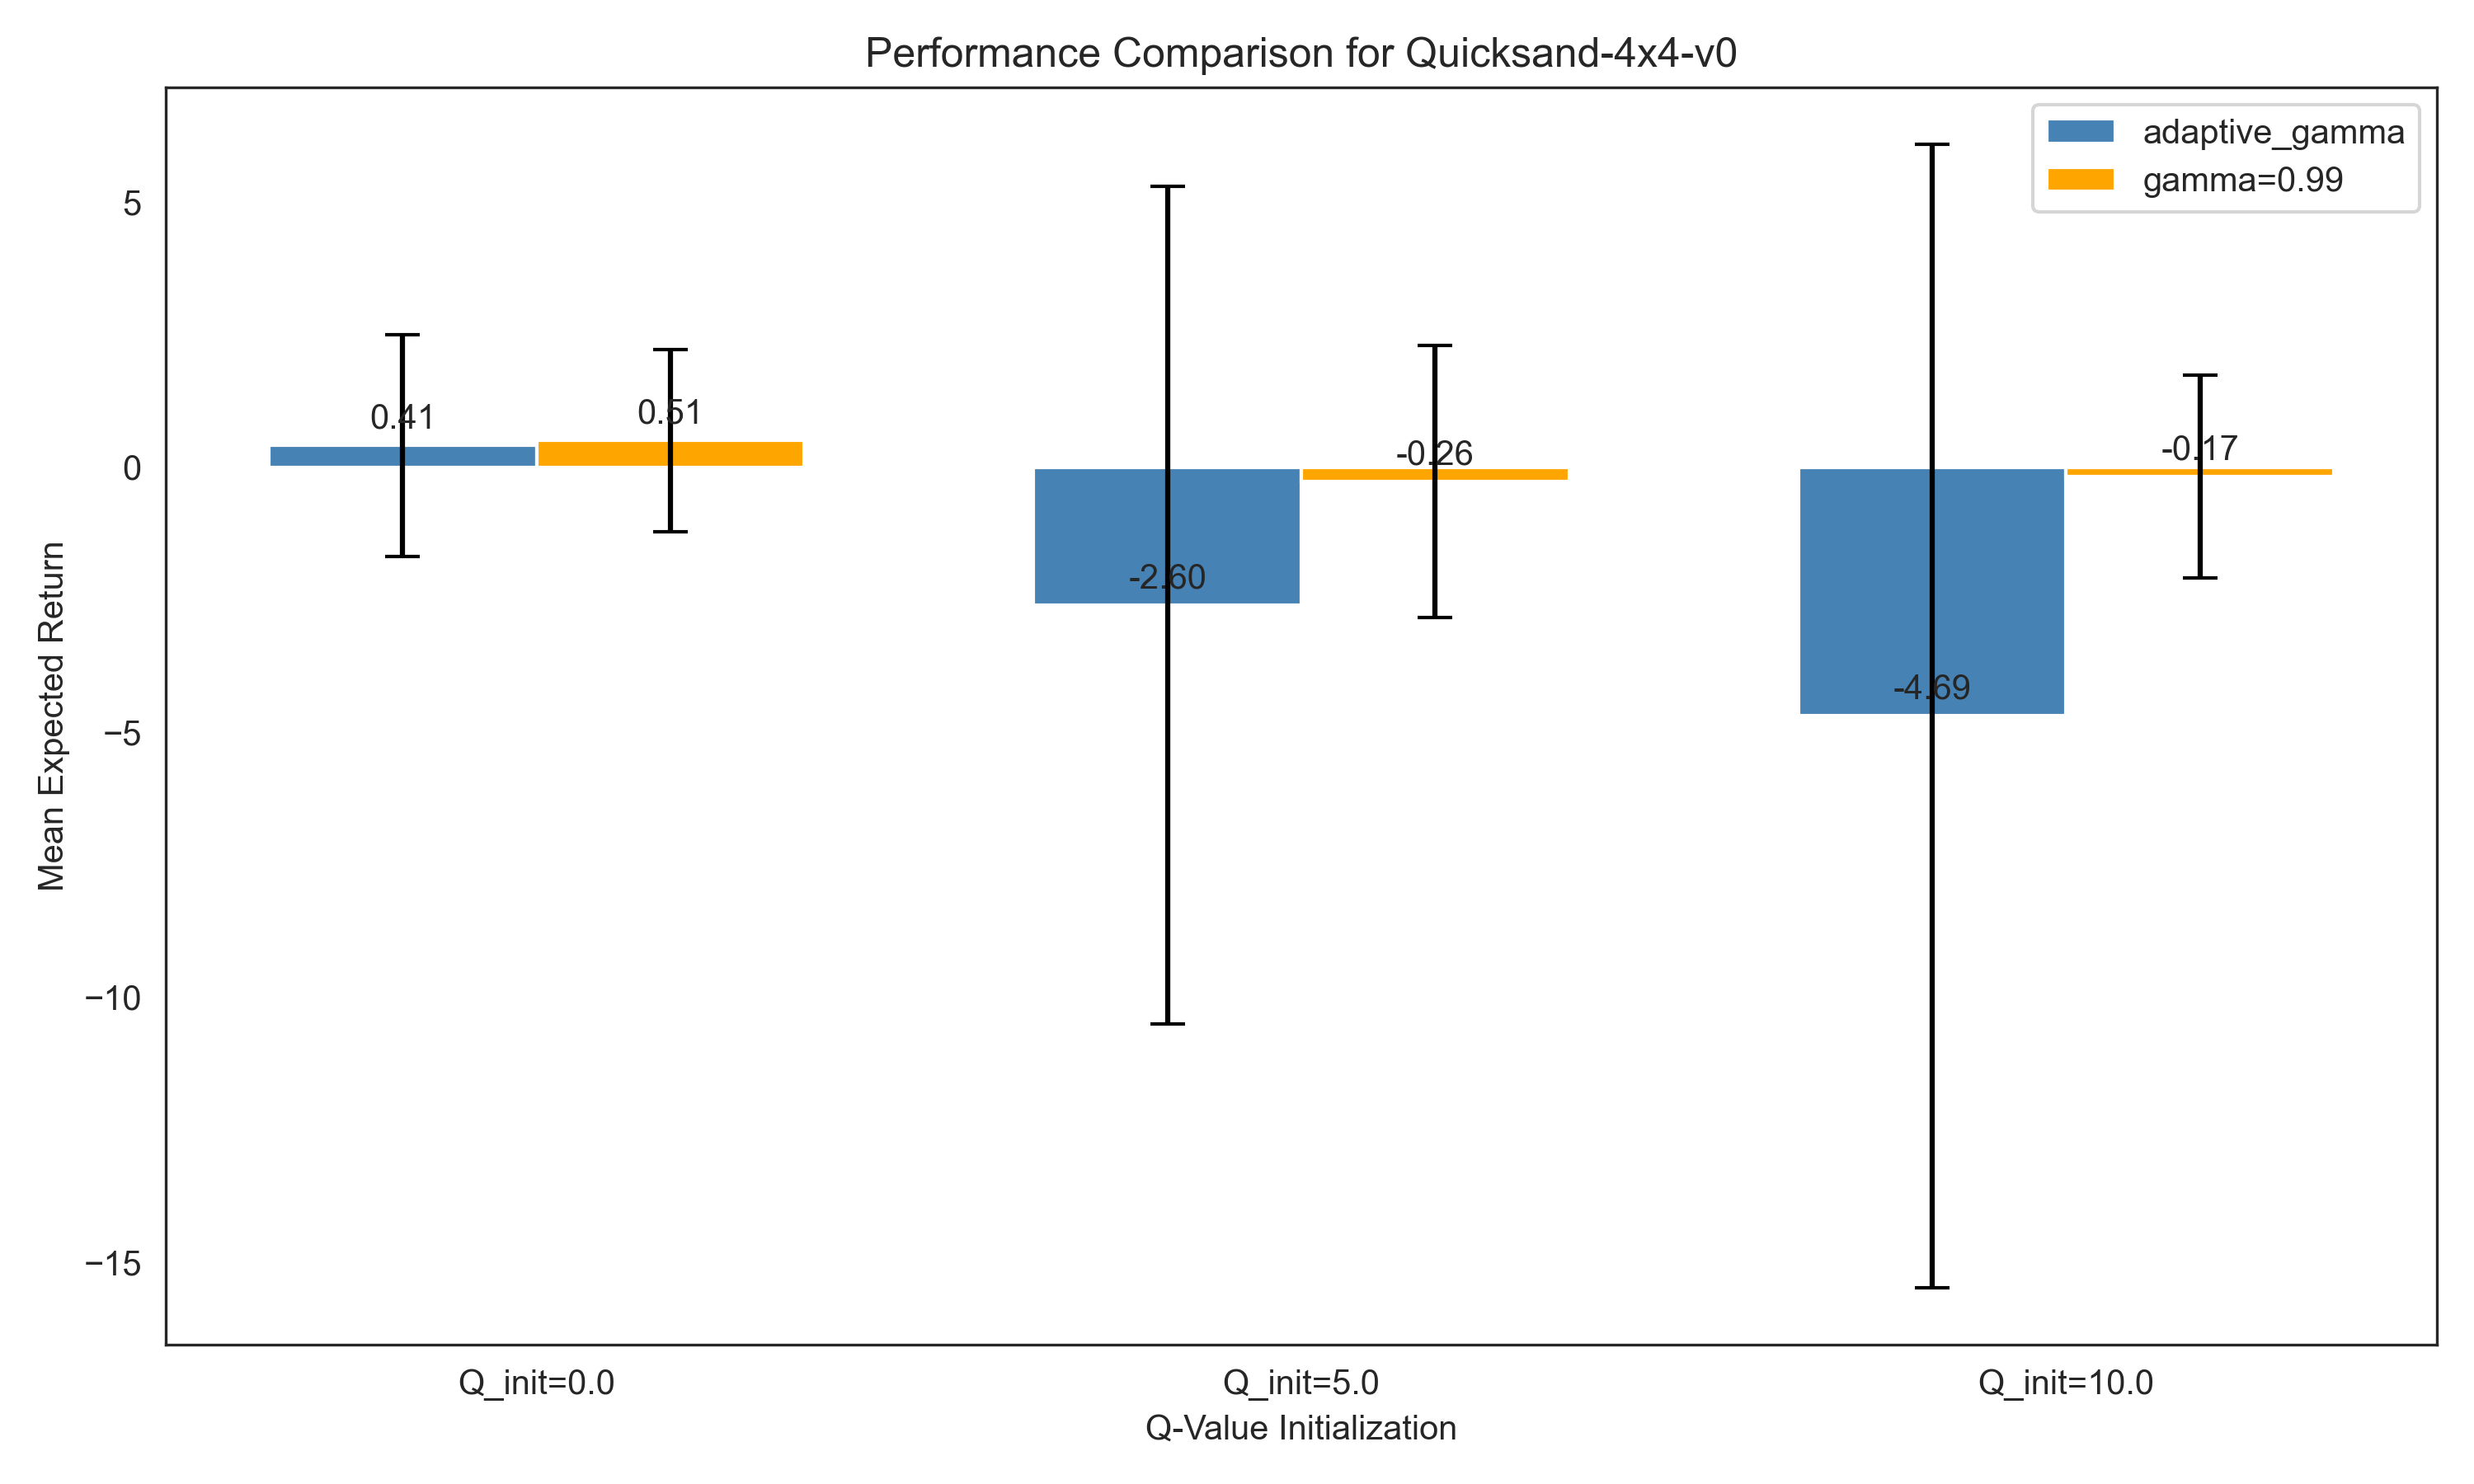 Performance Comparison for Quicksand-4x4-v0
adaptive_gamma
gamma=0.99
Mean Expected Return
5
0
−5
−10
−15
0.41
0.51
-2.60
-0.26
-4.69
-0.17
Q_init=0.0
Q_init=5.0
Q_init=10.0
Q-Value Initialization